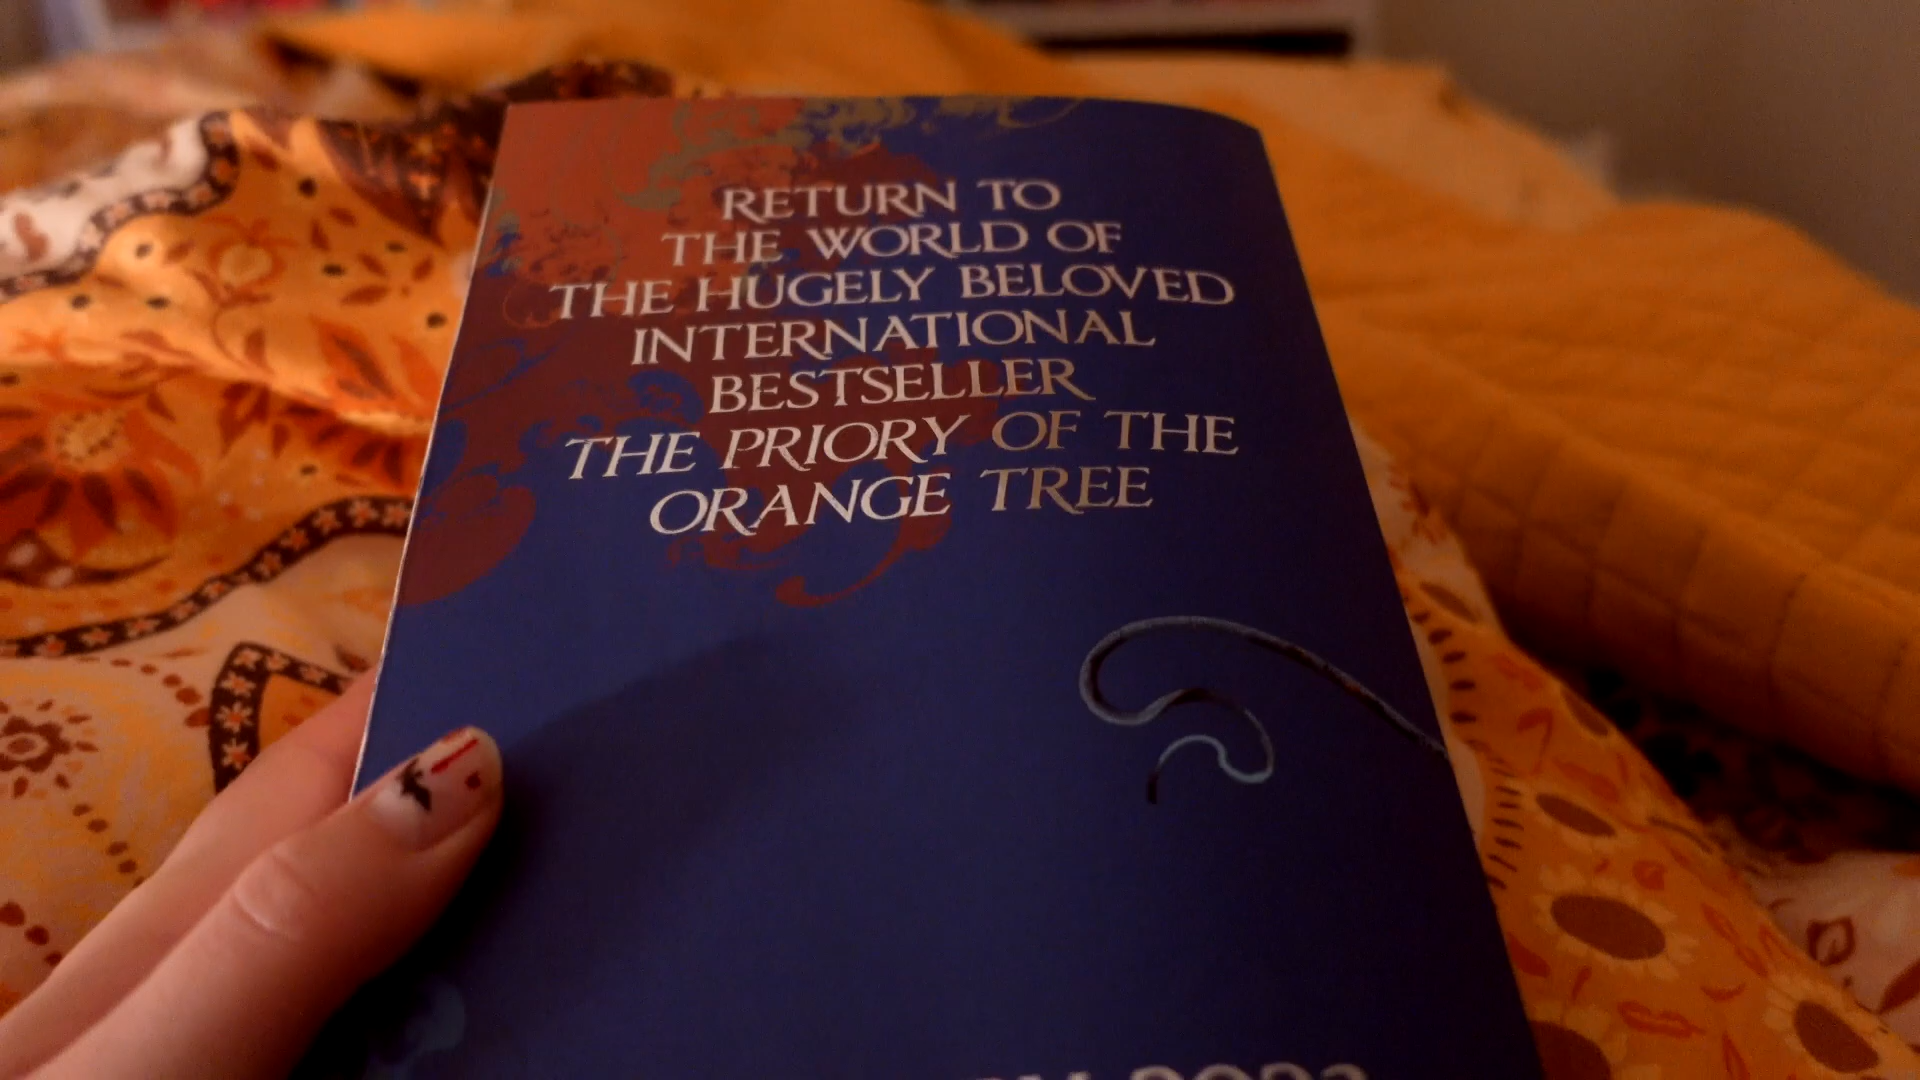 RETURN TO
THE WORLD OF
THE HUGELY BELOVED
INTERNATIONAL
BESTSELLER
THE PRIORY OF THE
ORANGE TREE